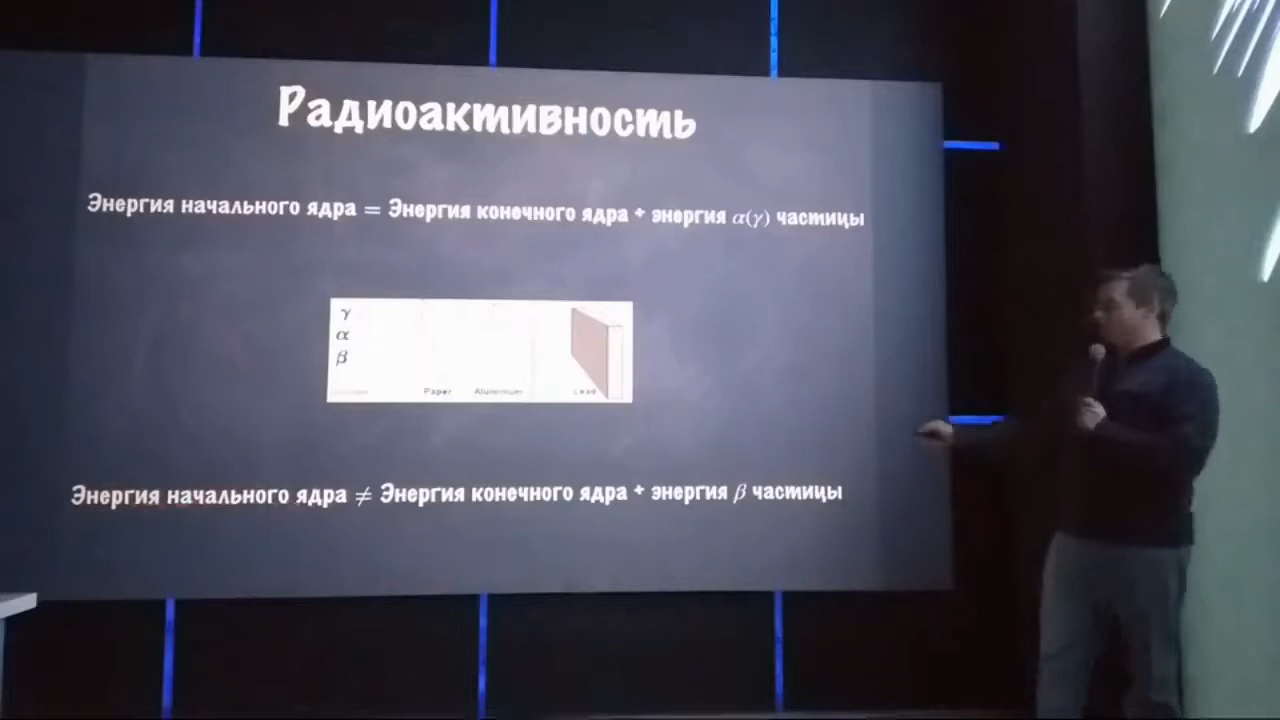 Радиоактивность
Энергия начального ядра = Энергия конечного ядра + энергия α(γ) частицы
γ
α
β
Paper Aluminium Lead
Энергия начального ядра ≠ Энергия конечного ядра + энергия β частицы